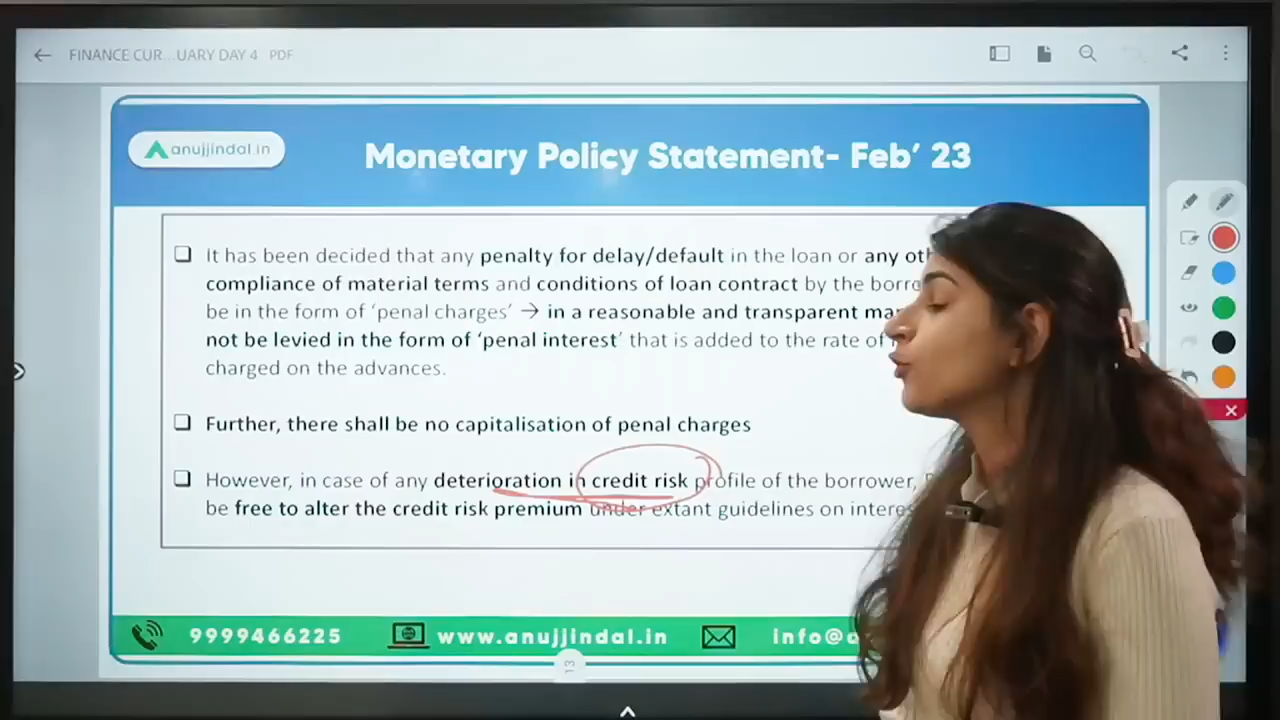 FINANCE CUR...UARY DAY 4 PDF
anujjindal.in
Monetary Policy Statement- Feb’ 23
It has been decided that any penalty for delay/default in the loan or any
compliance of material terms and conditions of loan contract by the
be in the form of ‘penal charges’ → in a reasonable and transparent
not be levied in the form of ‘penal interest’ that is added to the rate of
charged on the advances.
Further, there shall be no capitalisation of penal charges
However, in case of any deterioration in credit risk profile of the borrower,
be free to alter the credit risk premium under extant guidelines on
9999466225 www.anujjindal.in
13